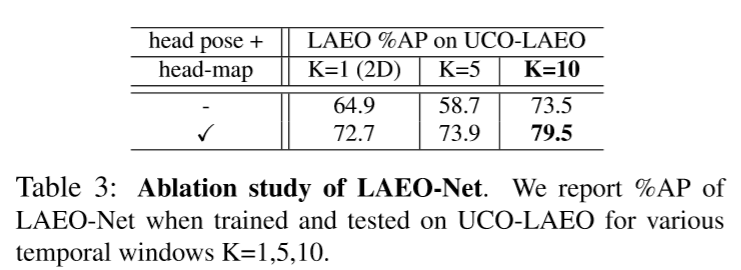 head pose + LAEO %AP on UCO-LAEO
head-map K=1 (2D) K=5 K=10
- 64.9 58.7 73.5
✓ 72.7 73.9 79.5
Table 3: Ablation study of LAEO-Net. We report %AP of
LAEO-Net when trained and tested on UCO-LAEO for various
temporal windows K=1,5,10.